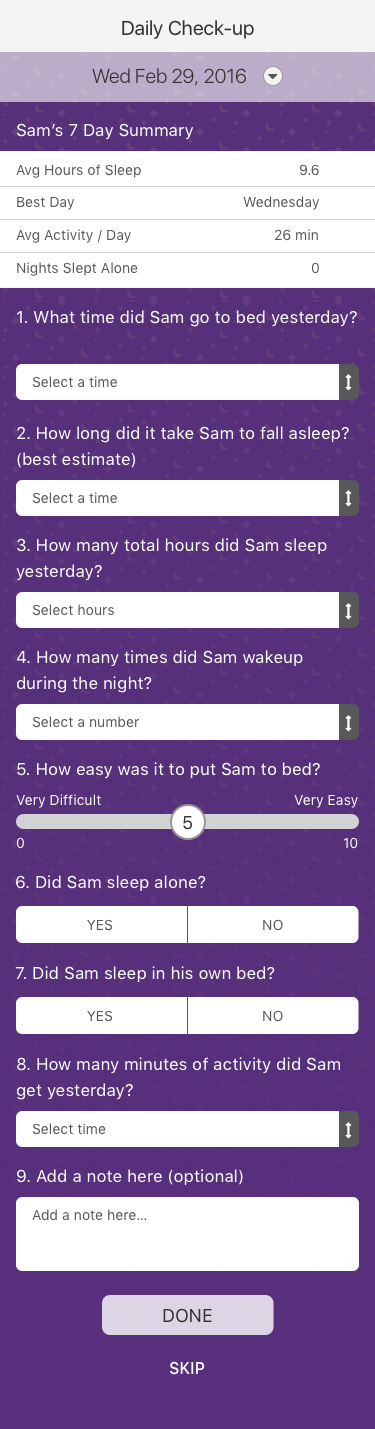 Daily Check-up
Wed Feb 29, 2016
Sam's 7 Day Summary
Avg Hours of Sleep 9.6
Best Day Wednesday
Avg Activity / Day 26 min
Nights Slept Alone 0
1. What time did Sam go to bed yesterday?
Select a time
2. How long did it take Sam to fall asleep?
(best estimate)
Select a time
3. How many total hours did Sam sleep
yesterday?
Select hours
4. How many times did Sam wakeup
during the night?
Select a number
5. How easy was it to put Sam to bed?
Very Difficult Very Easy
5
0 10
6. Did Sam sleep alone?
YES NO
7. Did Sam sleep in his own bed?
YES NO
8. How many minutes of activity did Sam
get yesterday?
Select time
9. Add a note here (optional)
Add a note here...
DONE
SKIP